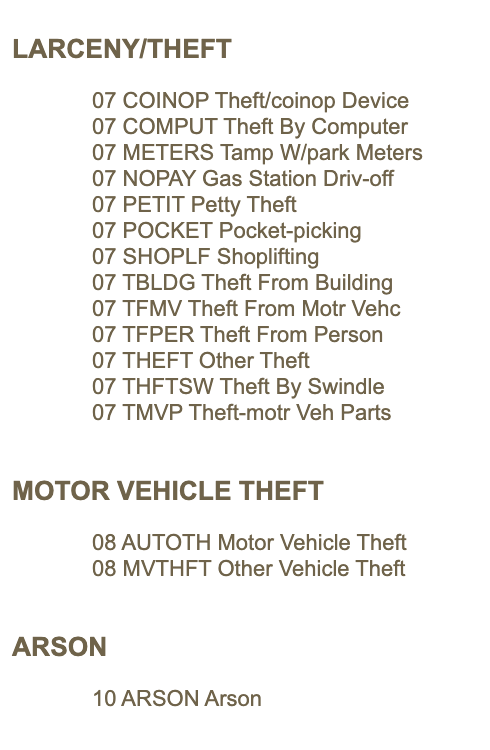 LARCENY/THEFT
07 COINOP Theft/coinop Device
07 COMPUT Theft By Computer
07 METERS Tamp W/park Meters
07 NOPAY Gas Station Driv-off
07 PETIT Petty Theft
07 POCKET Pocket-picking
07 SHOPLF Shoplifting
07 TBLDG Theft From Building
07 TFMV Theft From Motr Vehc
07 TFPER Theft From Person
07 THEFT Other Theft
07 THFTSW Theft By Swindle
07 TMVP Theft-motr Veh Parts
MOTOR VEHICLE THEFT
08 AUTOTH Motor Vehicle Theft
08 MVTHFT Other Vehicle Theft
ARSON
10 ARSON Arson